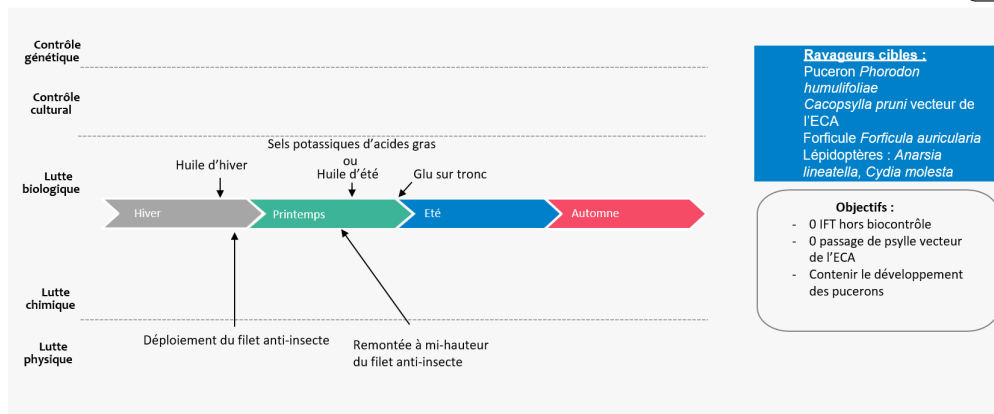 Contrôle
génétique
Contrôle
cultural
Lutte
biologique
Sels potassiques d'acides gras
ou
Huile d'été
Huile d'hiver
Glu sur tronc
Hiver
Printemps
Eté
Automne
Lutte
chimique
Lutte
physique
Déploiement du filet anti-insecte
Remontée à mi-hauteur
du filet anti-insecte
Ravageurs cibles :
Puceron Phorodon
humulifoliae
Cacopsylla pruni vecteur de
l'ECA
Forficule Forficula auricularia
Lépidoptères : Anarsia
lineatella, Cydia molesta
Objectifs :
- 0 IFT hors biocontrôle
- 0 passage de psylle vecteur
de l'ECA
- Contenir le développement
des pucerons